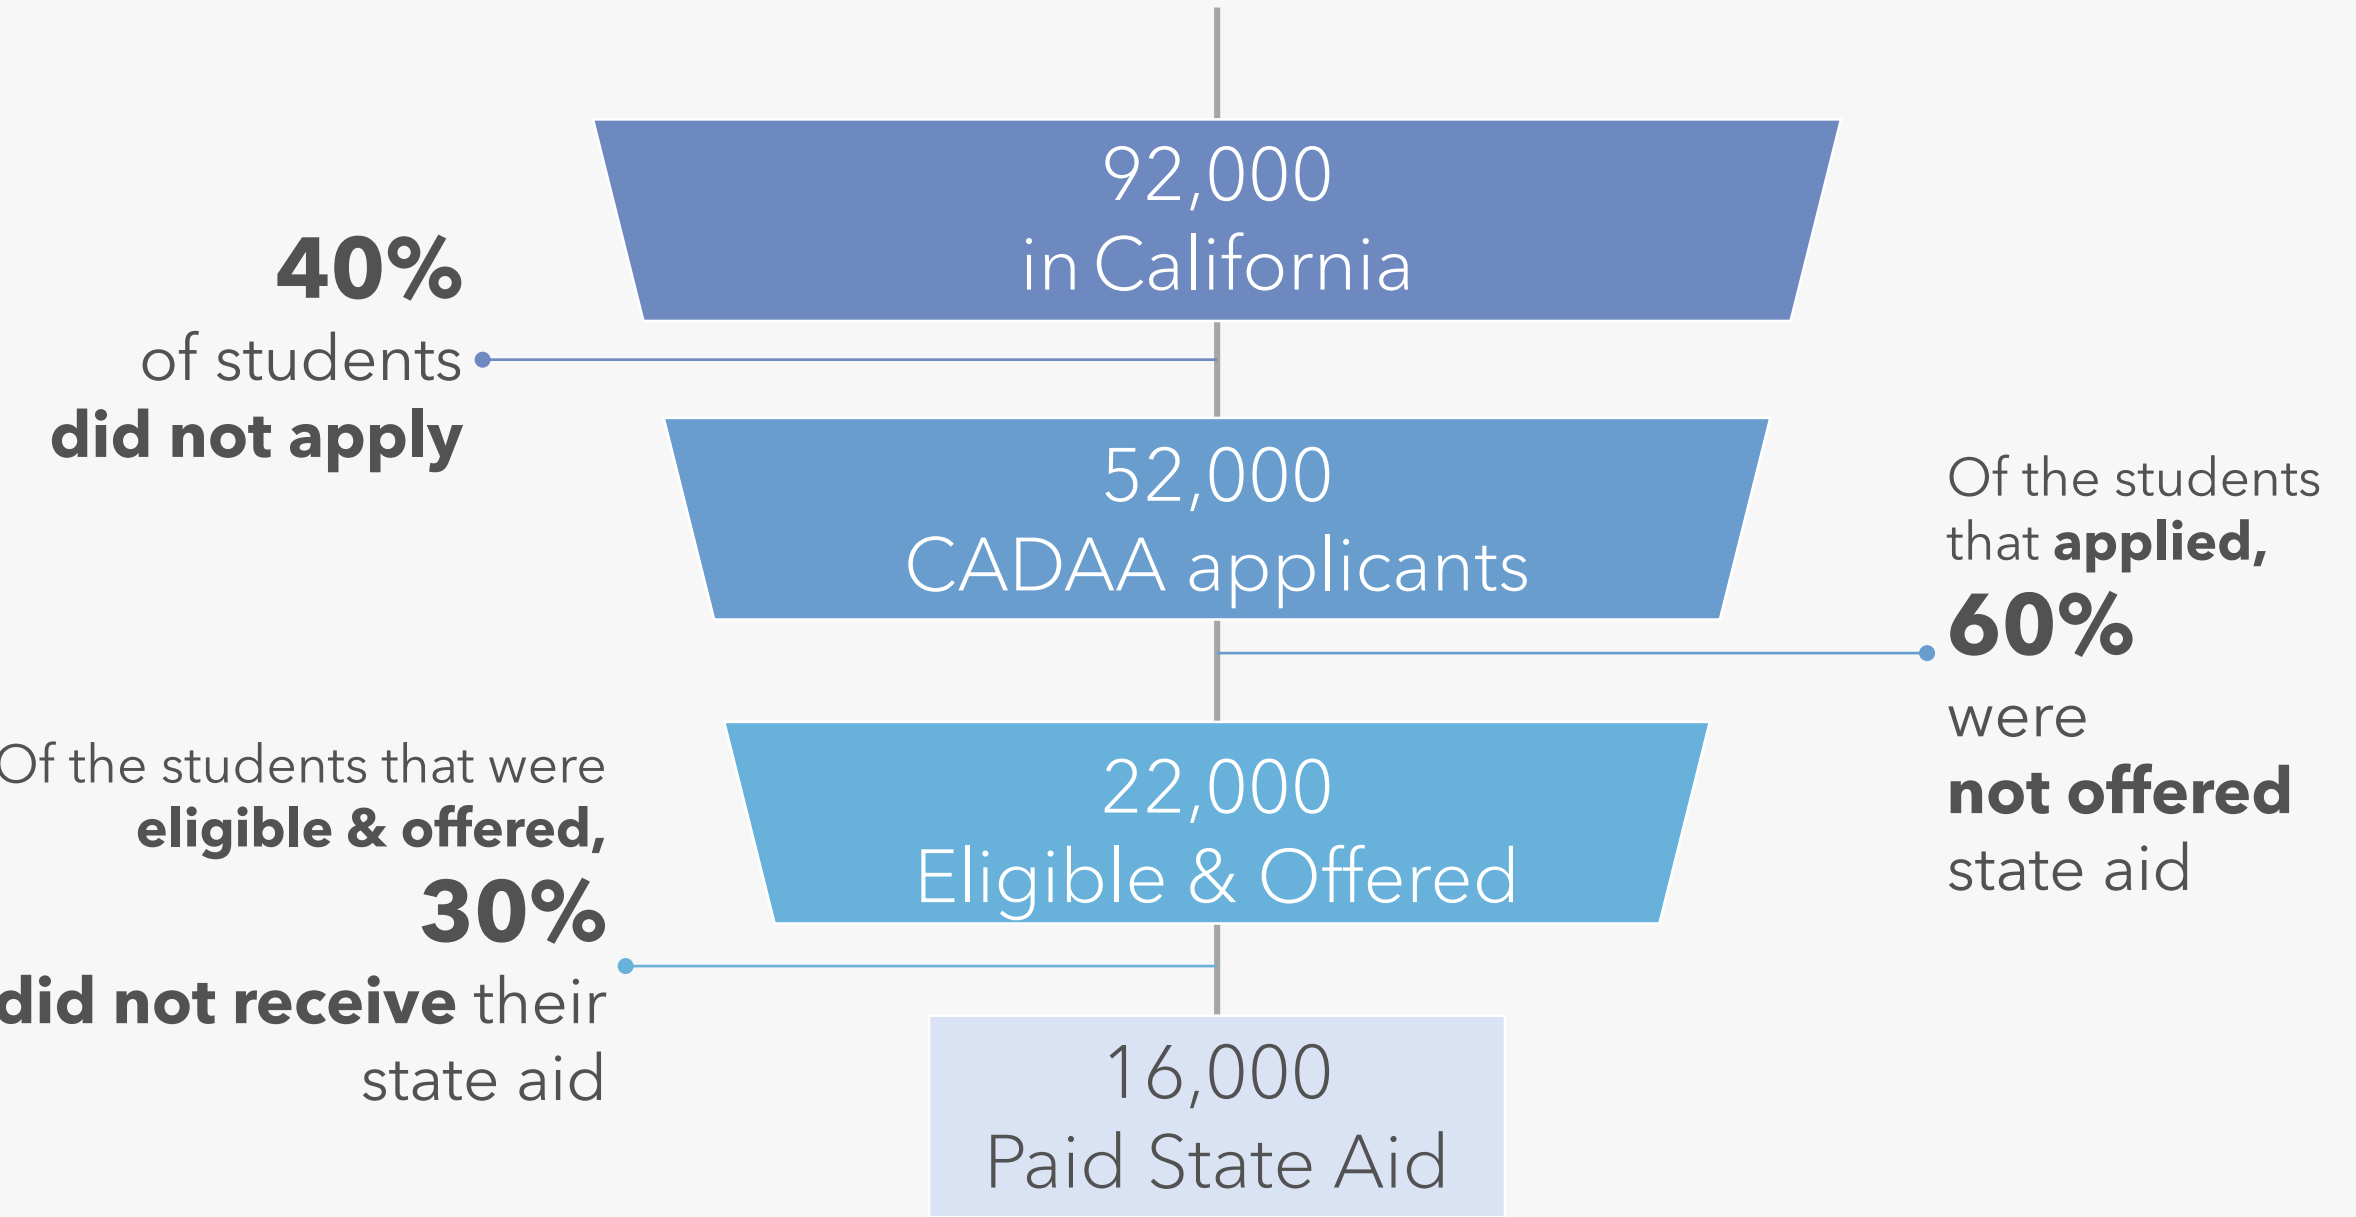 92,000
in California
40%
of students
did not apply
52,000
CADAA applicants
Of the students
that applied,
60%
were
not offered
state aid
22,000
Eligible & Offered
Of the students that were
eligible & offered,
30%
did not receive their
state aid
16,000
Paid State Aid